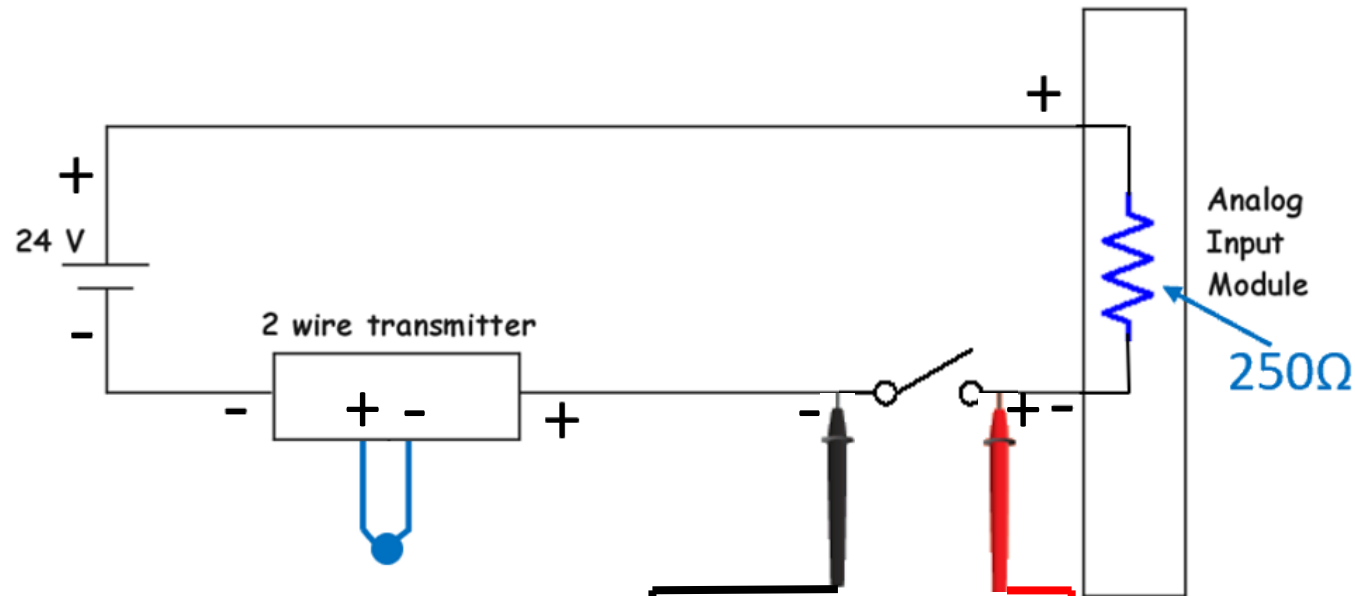 +
+
24 V
Analog
Input
Module
-
2 wire transmitter
250Ω
- + - + - + -